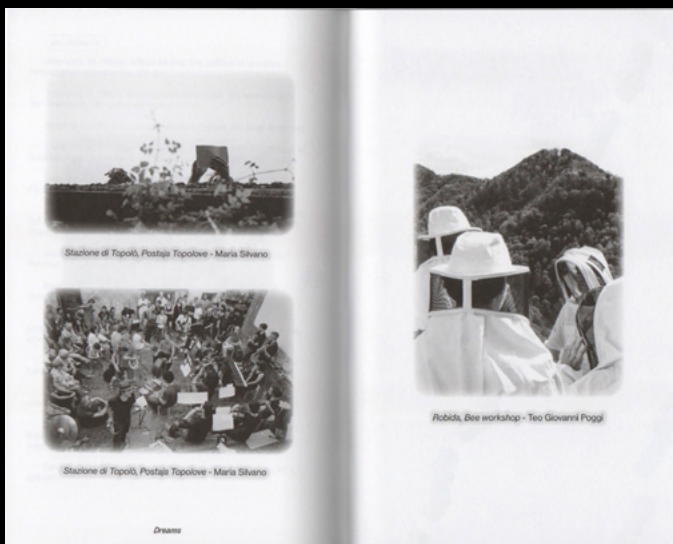 Stazione di Topolò, Postaja Topolove - Maria Silvano
Stazione di Topolò, Postaja Topolove - Maria Silvano
Dreams
Robida, Bee workshop - Teo Giovanni Poggi